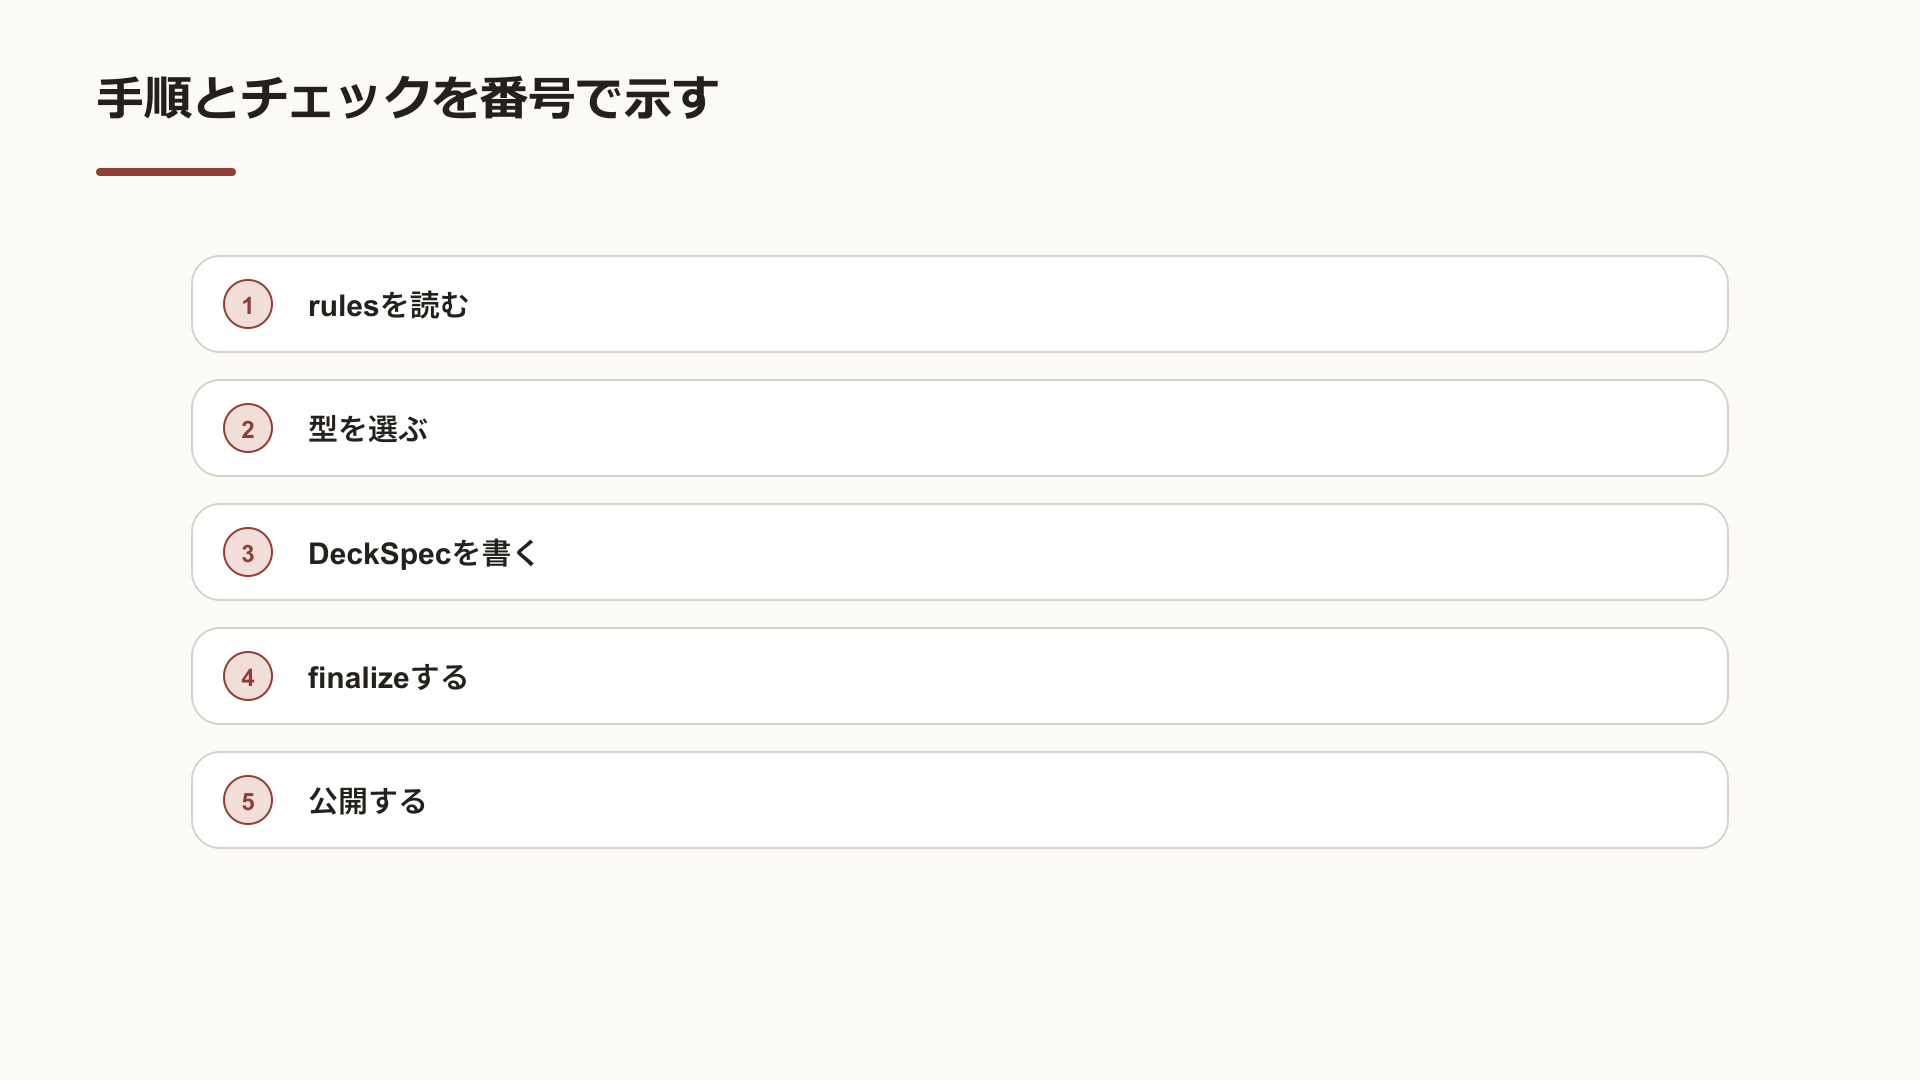 手順とチェックを番号で示す
1 rulesを読む
2 型を選ぶ
3 DeckSpecを書く
4 finalizeする
5 公開する